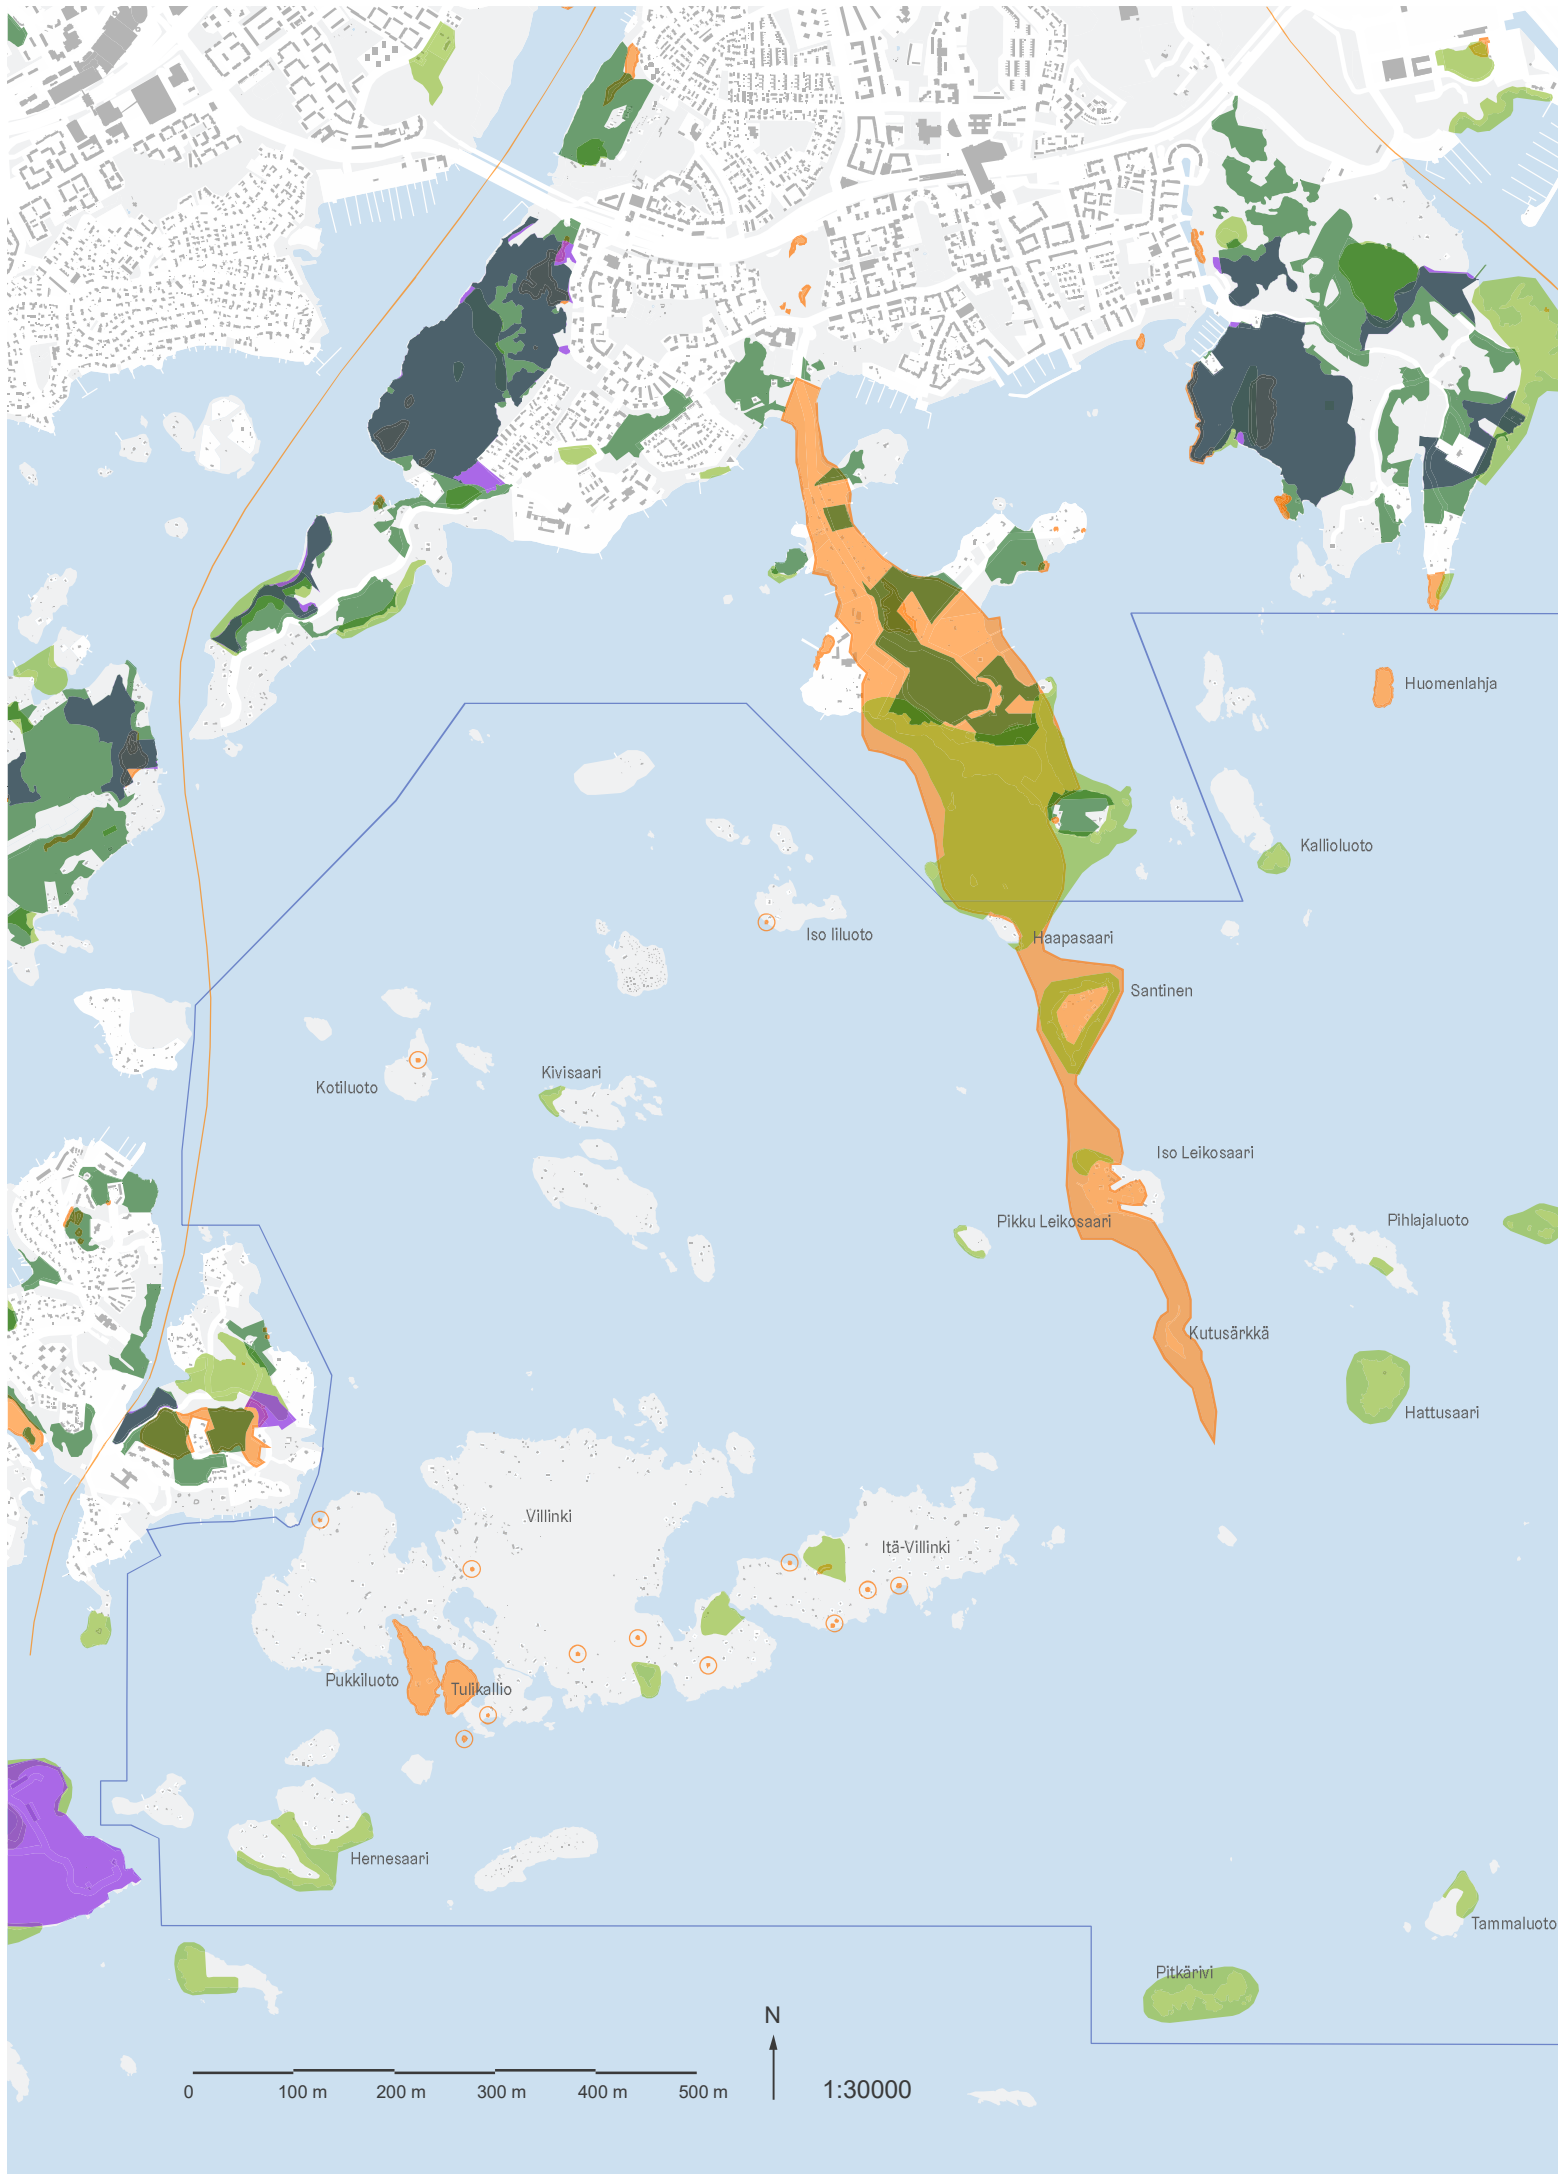 Huomenlahja
Kallioluoto
Iso Iiluoto
Haapasaari
Santinen
Kivisaari
Kotiluoto
Iso Leikosaari
Pikku Leikosaari
Pihlajaluoto
Kutusärkkä
Hattusaari
Villinki
Itä-Villinki
Pukkiluoto
Tulikallio
Hernesaari
Tammaluoto
Pitkärivi
N
0 100 m 200 m 300 m 400 m 500 m
1:30000